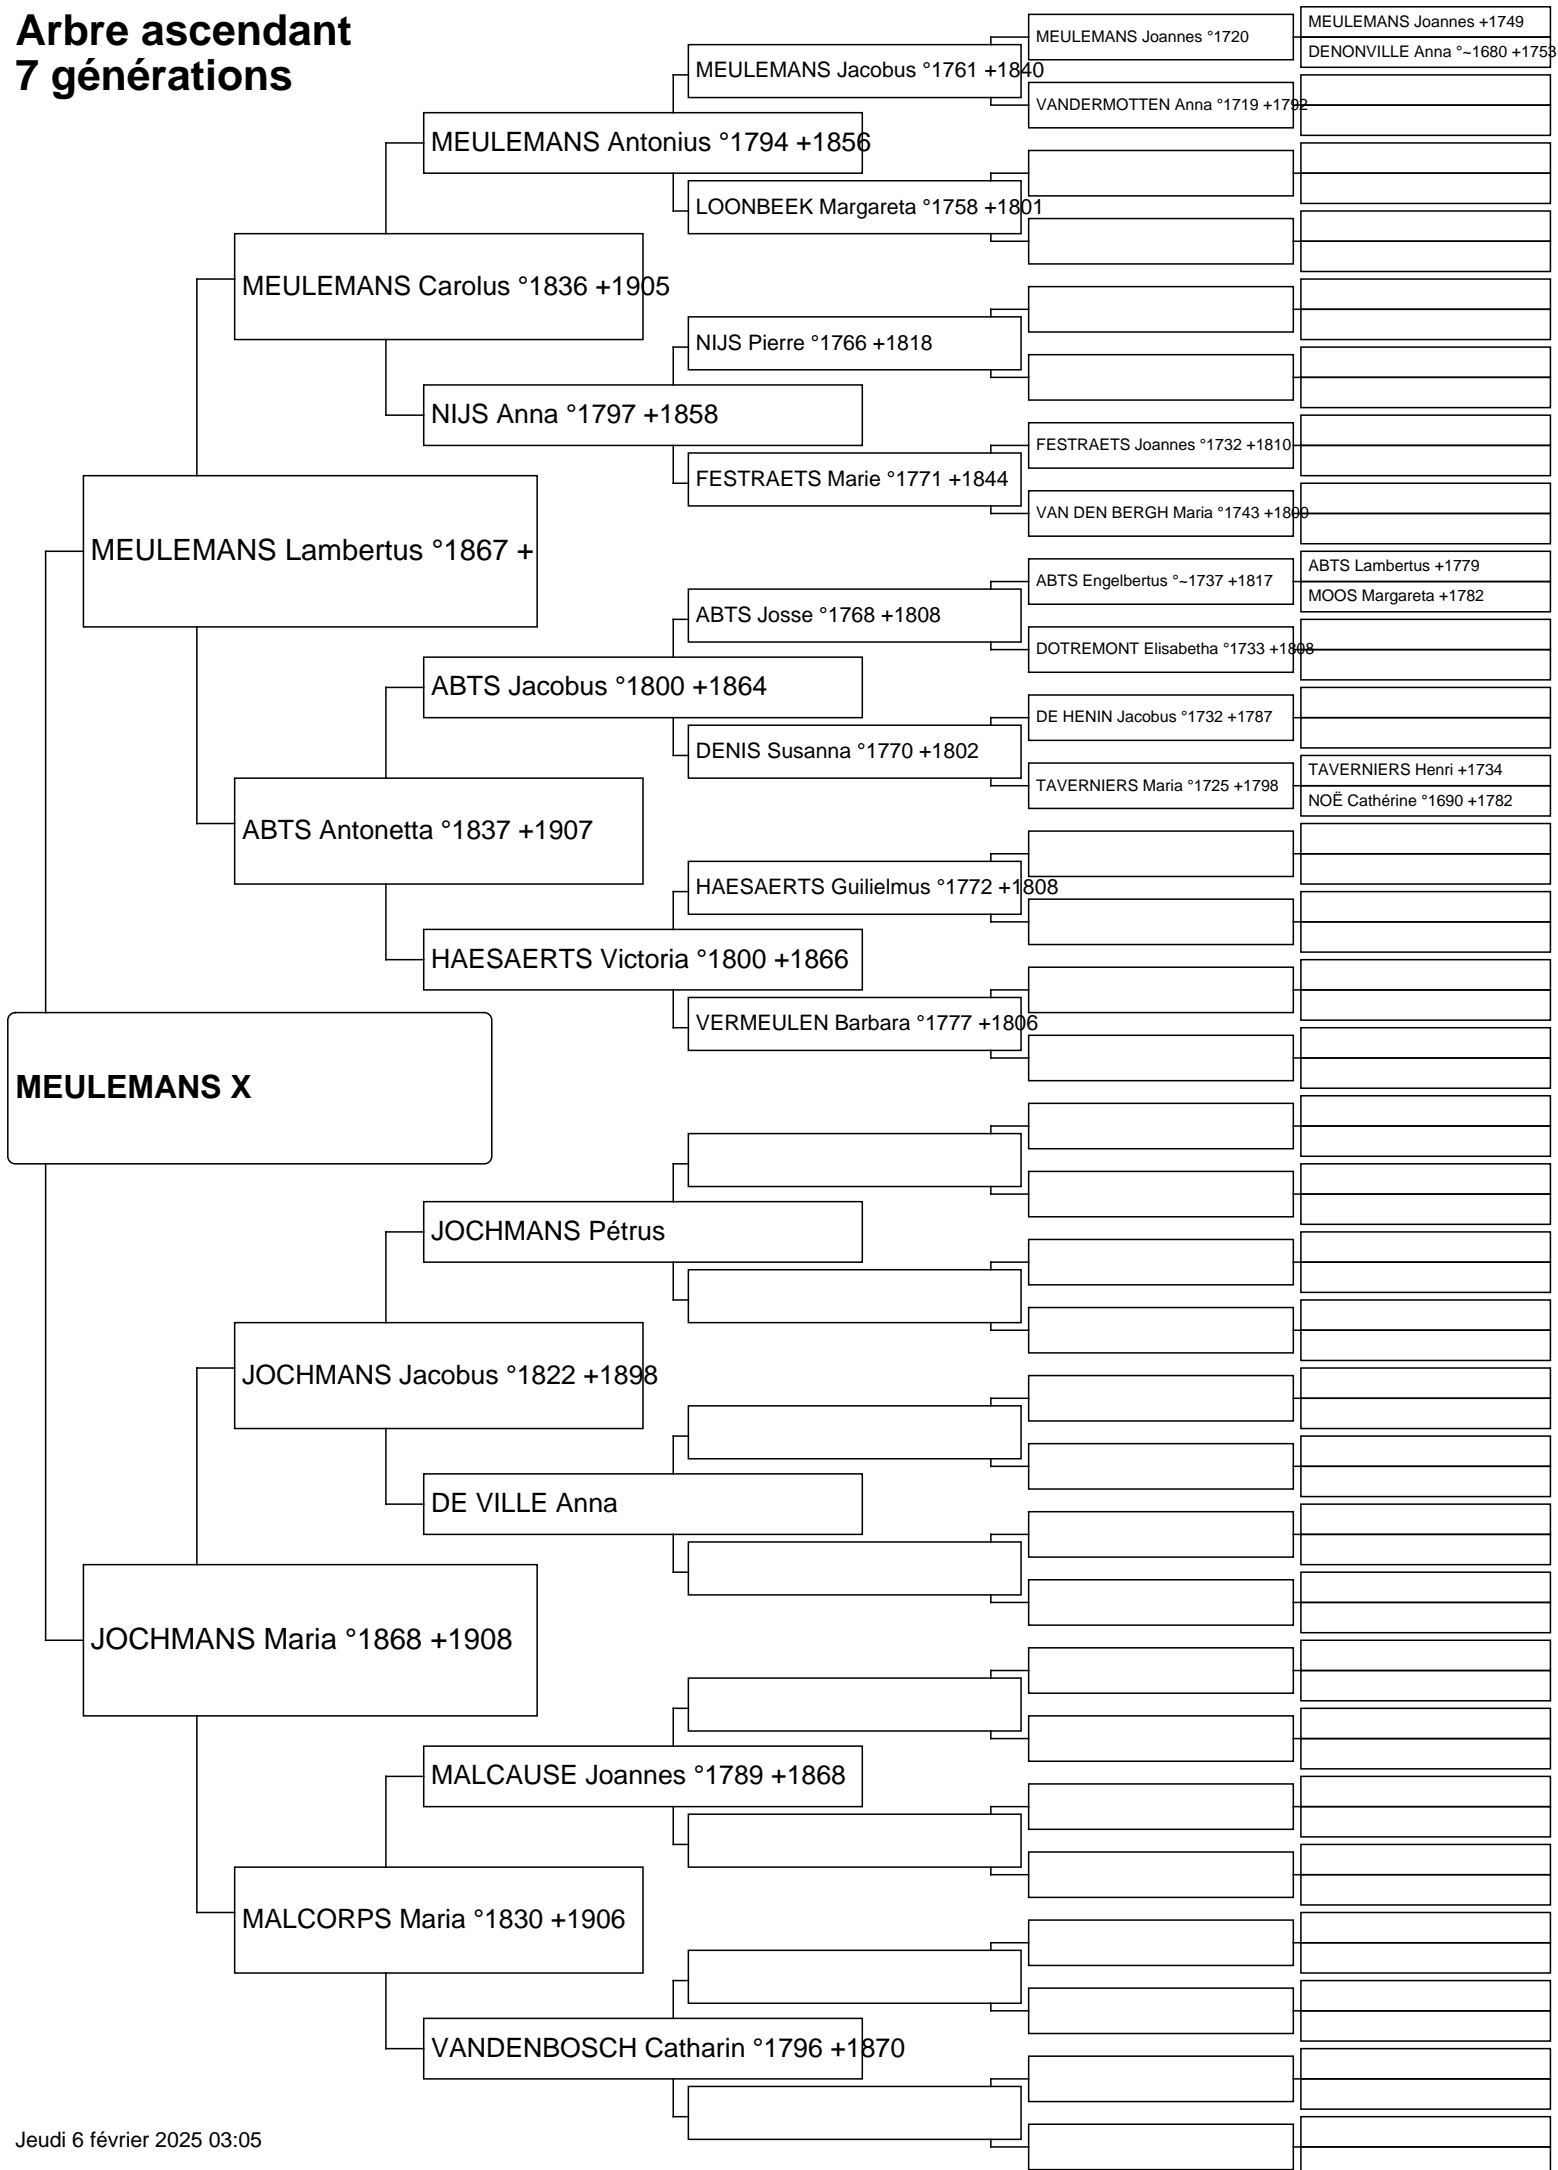 Arbre ascendant
7 générations
MEULEMANS Joannes °1720
MEULEMANS Joannes +1749
DENONVILLE Anna °~1680 +1753
MEULEMANS Jacobus °1761 +1840
VANDERMOTTEN Anna °1719 +1792
MEULEMANS Antonius °1794 +1856
LOONBEEK Margareta °1758 +1801
MEULEMANS Carolus °1836 +1905
NIJS Pierre °1766 +1818
NIJS Anna °1797 +1858
FESTRAETS Joannes °1732 +1810
FESTRAETS Marie °1771 +1844
VAN DEN BERGH Maria °1743 +1800
MEULEMANS Lambertus °1867 +
ABTS Engelbertus °~1737 +1817
ABTS Lambertus +1779
MOOS Margareta +1782
ABTS Josse °1768 +1808
DOTREMONT Elisabetha °1733 +1808
ABTS Jacobus °1800 +1864
DE HENIN Jacobus °1732 +1787
DENIS Susanna °1770 +1802
TAVERNIERS Maria °1725 +1798
TAVERNIERS Henri +1734
NOË Cathérine °1690 +1782
ABTS Antonetta °1837 +1907
HAESAERTS Guilielmus °1772 +1808
HAESAERTS Victoria °1800 +1866
VERMEULEN Barbara °1777 +1806
MEULEMANS X
JOCHMANS Pétrus
JOCHMANS Jacobus °1822 +1898
DE VILLE Anna
JOCHMANS Maria °1868 +1908
MALCAUSE Joannes °1789 +1868
MALCORPS Maria °1830 +1906
VANDENBOSCH Catharin °1796 +1870
Jeudi 6 février 2025 03:05